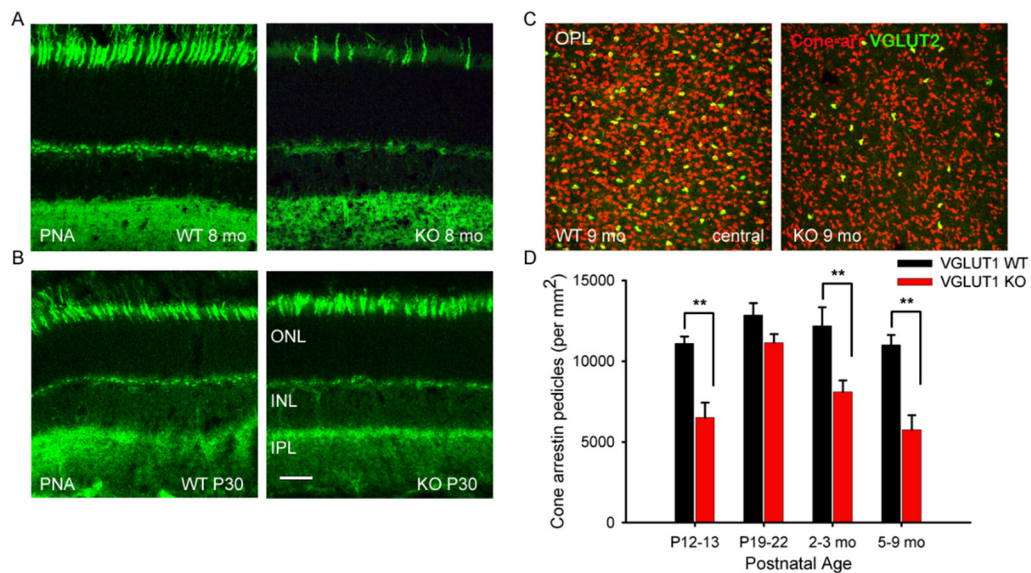 A
PNA
WT 8 mo
KO 8 mo
B
PNA
WT P30
ONL
INL
IPL
KO P30
C
OPL
WT 9 mo
central
Cone-ar VGLUT2
KO 9 mo
D
VGLUT1 WT
VGLUT1 KO
Cone arrestin pedicles (per mm²)
15000
10000
5000
0
**
**
**
P12-13
P19-22
2-3 mo
5-9 mo
Postnatal Age